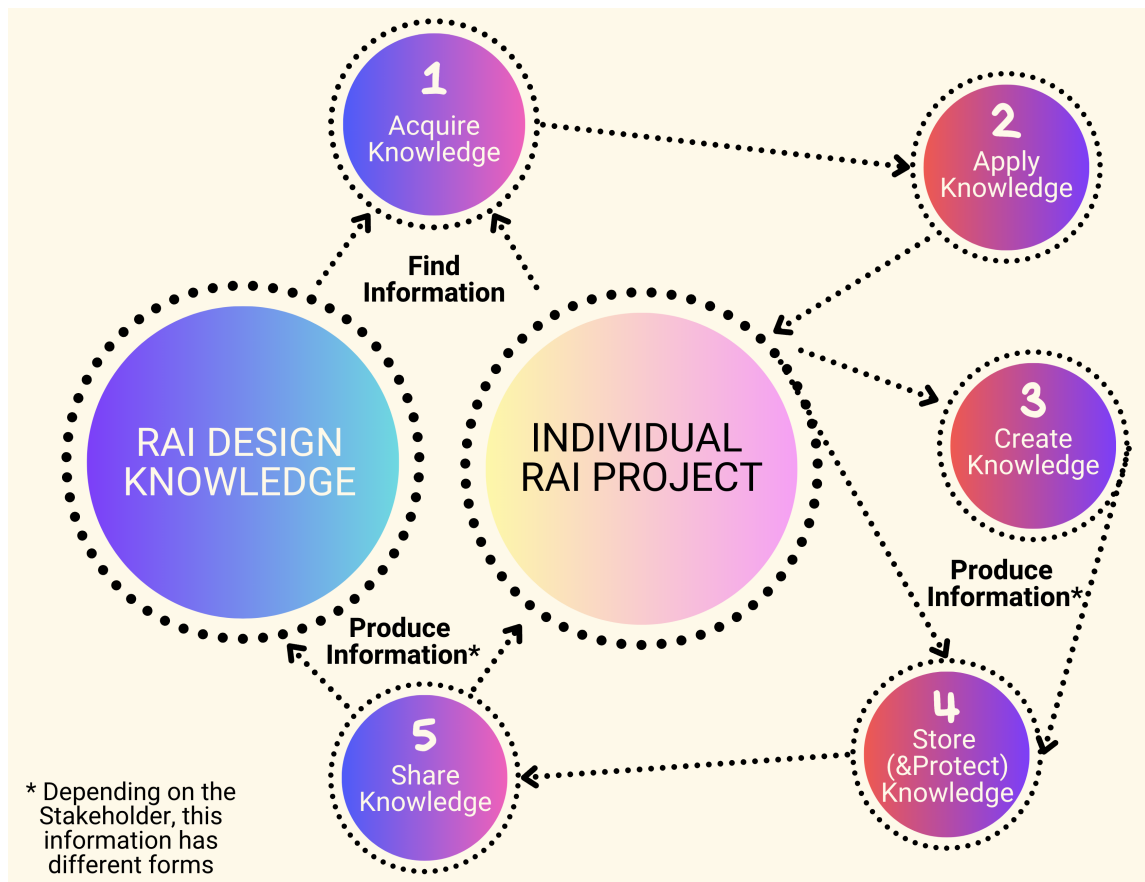 1
Acquire
Knowledge
2
Apply
Knowledge
Find
Information
RAI DESIGN
KNOWLEDGE
INDIVIDUAL
RAI PROJECT
3
Create
Knowledge
Produce
Information*
Produce
Information*
4
Store
(&Protect)
Knowledge
5
Share
Knowledge
* Depending on the
Stakeholder, this
information has
different forms